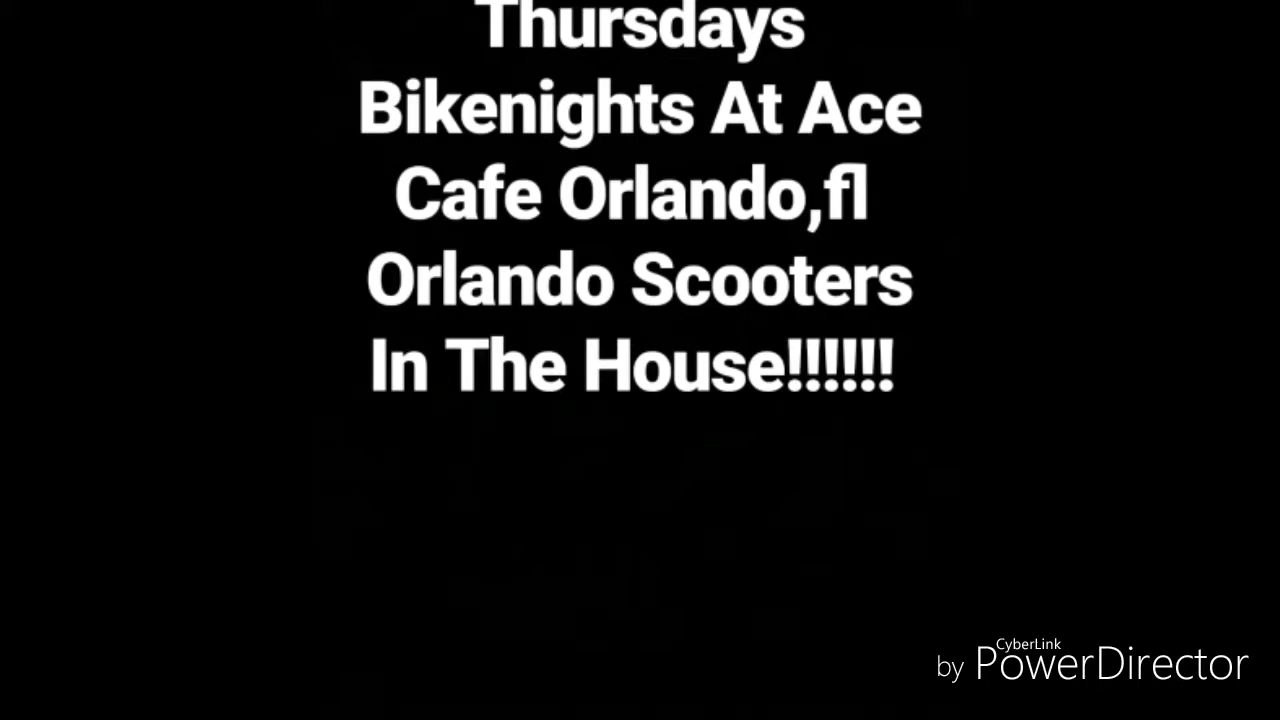 Thursdays
Bikenights At Ace
Cafe Orlando,fl
Orlando Scooters
In The House!!!!!!
CyberLink
by PowerDirector